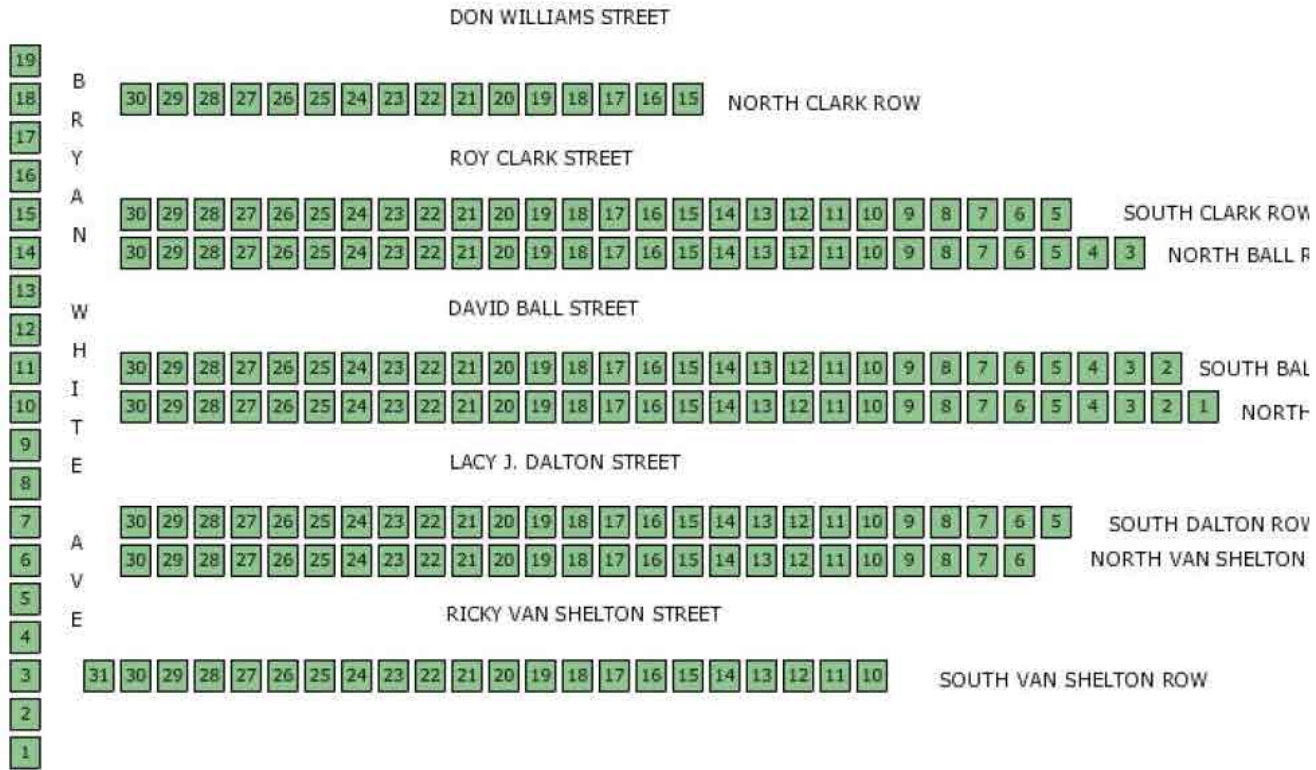 DON WILLIAMS STREET
19
18
17
16
15
14
13
12
11
10
9
8
7
6
5
4
3
2
1
B
R
Y
A
N
W
H
I
T
E
A
V
E
30 29 28 27 26 25 24 23 22 21 20 19 18 17 16 15 NORTH CLARK ROW
ROY CLARK STREET
30 29 28 27 26 25 24 23 22 21 20 19 18 17 16 15 14 13 12 11 10 9 8 7 6 5 SOUTH CLARK ROW
30 29 28 27 26 25 24 23 22 21 20 19 18 17 16 15 14 13 12 11 10 9 8 7 6 5 4 3 NORTH BALL R
DAVID BALL STREET
30 29 28 27 26 25 24 23 22 21 20 19 18 17 16 15 14 13 12 11 10 9 8 7 6 5 4 3 2 SOUTH BAL
30 29 28 27 26 25 24 23 22 21 20 19 18 17 16 15 14 13 12 11 10 9 8 7 6 5 4 3 2 1 NORTH
LACY J. DALTON STREET
30 29 28 27 26 25 24 23 22 21 20 19 18 17 16 15 14 13 12 11 10 9 8 7 6 5 SOUTH DALTON ROW
30 29 28 27 26 25 24 23 22 21 20 19 18 17 16 15 14 13 12 11 10 9 8 7 6 NORTH VAN SHELTON
RICKY VAN SHELTON STREET
31 30 29 28 27 26 25 24 23 22 21 20 19 18 17 16 15 14 13 12 11 10 SOUTH VAN SHELTON ROW